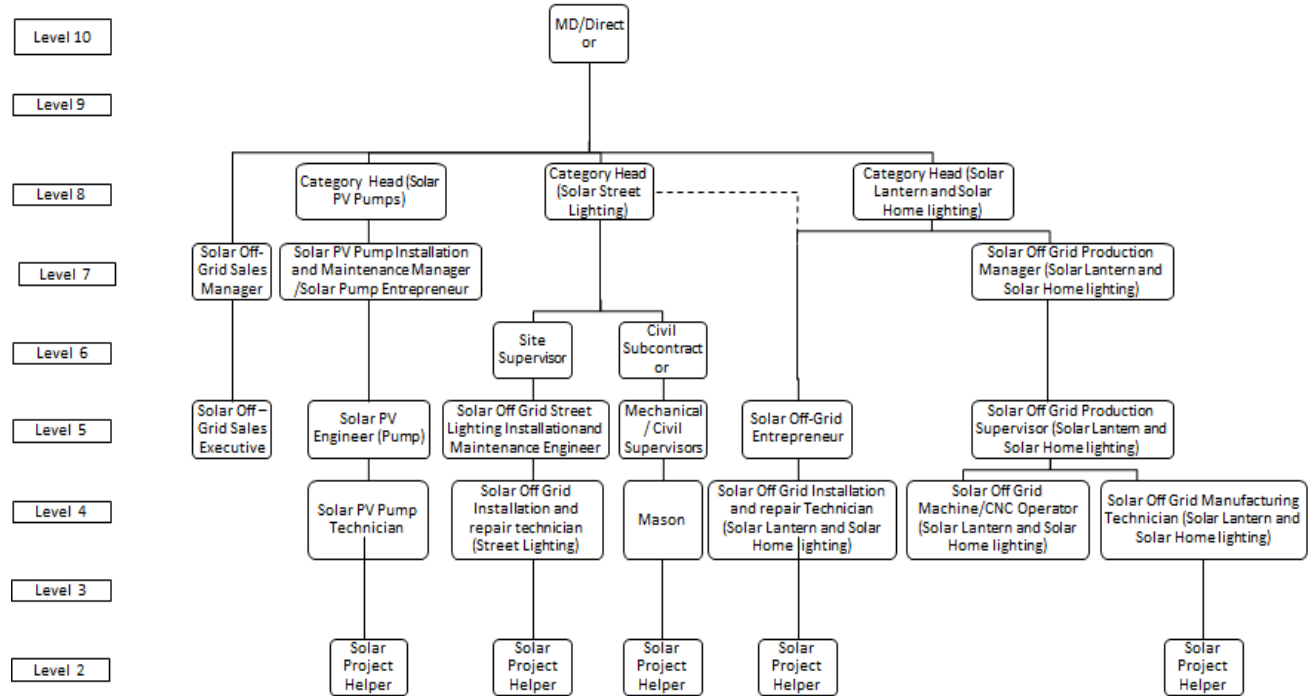 Level 10
MD/Direct
or
Level 9
Level 8
Category Head (Solar
PV Pumps)
Category Head
(Solar Street
Lighting)
Category Head (Solar
Lantern and Solar
Home lighting)
Level 7
Solar Off-
Grid Sales
Manager
Solar PV Pump Installation
and Maintenance Manager
/Solar Pump Entrepreneur
Solar Off Grid Production
Manager (Solar Lantern and
Solar Home lighting)
Level 6
Site
Supervisor
Civil
Subcontract
or
Level 5
Solar Off –
Grid Sales
Executive
Solar PV
Engineer (Pump)
Solar Off Grid Street
Lighting Installation and
Maintenance Engineer
Mechanical
/ Civil
Supervisors
Solar Off-Grid
Entrepreneur
Solar Off Grid Production
Supervisor (Solar Lantern and
Solar Home lighting)
Level 4
Solar PV Pump
Technician
Solar Off Grid
Installation and
repair technician
(Street Lighting)
Mason
Solar Off Grid Installation
and repair Technician
(Solar Lantern and Solar
Home lighting)
Solar Off Grid
Machine/CNC Operator
(Solar Lantern and Solar
Home lighting)
Solar Off Grid Manufacturing
Technician (Solar Lantern and
Solar Home lighting)
Level 3
Level 2
Solar
Project
Helper
Solar
Project
Helper
Solar
Project
Helper
Solar
Project
Helper
Solar
Project
Helper